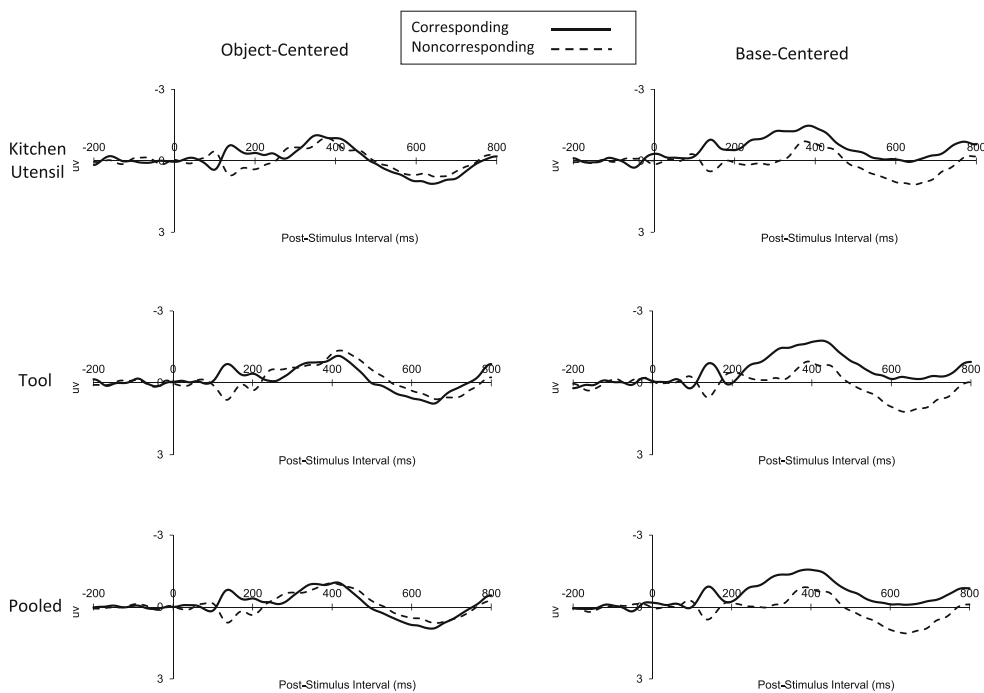 Corresponding
Noncorresponding
Object-Centered
Base-Centered
Kitchen
Utensil
-3
-200
0
200
400
600
800
uv
3
Post-Stimulus Interval (ms)
-3
-200
0
200
400
600
800
uv
3
Post-Stimulus Interval (ms)
Tool
-3
-200
0
200
400
600
800
uv
3
Post-Stimulus Interval (ms)
-3
-200
0
200
400
600
800
uv
3
Post-Stimulus Interval (ms)
Pooled
-3
-200
0
200
400
600
800
uv
3
Post-Stimulus Interval (ms)
-3
-200
0
200
400
600
800
uv
3
Post-Stimulus Interval (ms)